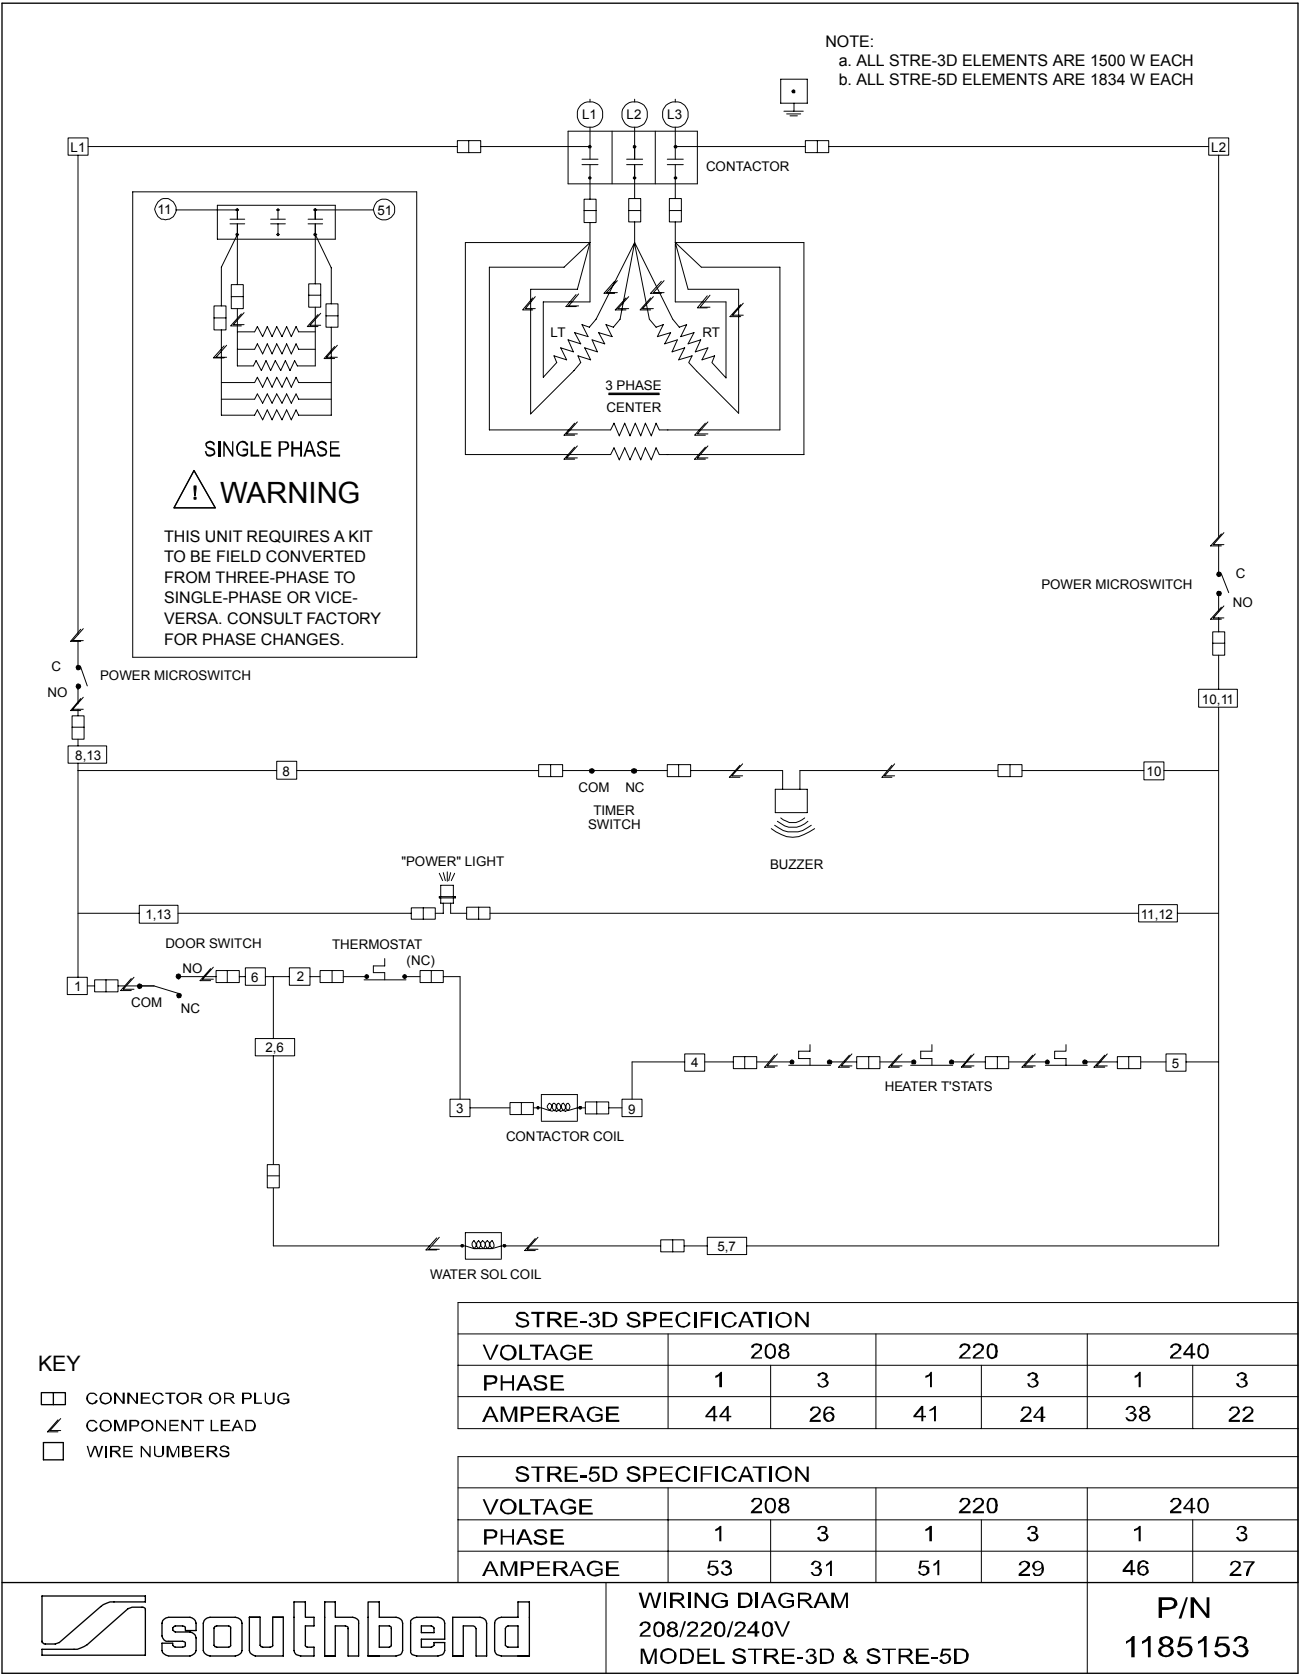 NOTE:
a. ALL STRE-3D ELEMENTS ARE 1500 W EACH
b. ALL STRE-5D ELEMENTS ARE 1834 W EACH
L1 L2 L3
L1
L2
CONTACTOR
11
51
LT
RT
3 PHASE
CENTER
SINGLE PHASE
! WARNING
THIS UNIT REQUIRES A KIT
TO BE FIELD CONVERTED
FROM THREE-PHASE TO
SINGLE-PHASE OR VICE-
VERSA. CONSULT FACTORY
FOR PHASE CHANGES.
POWER MICROSWITCH
C
NO
C
NO
POWER MICROSWITCH
10,11
8,13
8
COM NC
TIMER
SWITCH
10
BUZZER
"POWER" LIGHT
1,13
11,12
DOOR SWITCH
THERMOSTAT
(NC)
1
COM
NO
NC
6
2
2,6
3
CONTACTOR COIL
9
4
HEATER T'STATS
5
WATER SOL COIL
5,7
KEY
CONNECTOR OR PLUG
COMPONENT LEAD
WIRE NUMBERS
STRE-3D SPECIFICATION
VOLTAGE 208 220 240
PHASE 1 3 1 3 1 3
AMPERAGE 44 26 41 24 38 22
STRE-5D SPECIFICATION
VOLTAGE 208 220 240
PHASE 1 3 1 3 1 3
AMPERAGE 53 31 51 29 46 27
southbend
WIRING DIAGRAM
208/220/240V
MODEL STRE-3D & STRE-5D
P/N
1185153